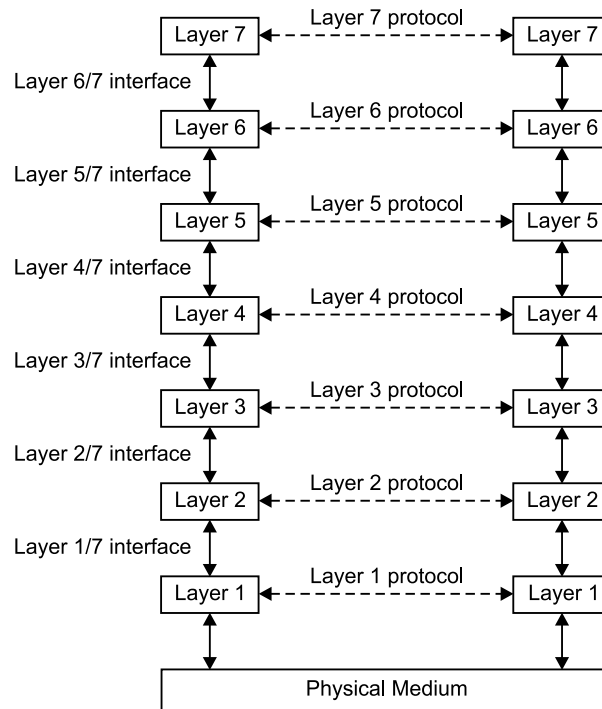 Layer 7 protocol
Layer 7
Layer 7
Layer 6/7 interface
Layer 6 protocol
Layer 6
Layer 6
Layer 5/7 interface
Layer 5 protocol
Layer 5
Layer 5
Layer 4/7 interface
Layer 4 protocol
Layer 4
Layer 4
Layer 3/7 interface
Layer 3 protocol
Layer 3
Layer 3
Layer 2/7 interface
Layer 2 protocol
Layer 2
Layer 2
Layer 1/7 interface
Layer 1 protocol
Layer 1
Layer 1
Physical Medium